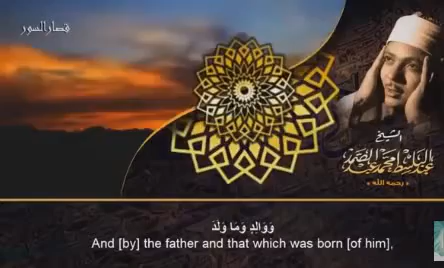 قصار السور
الشيخ
عبد الباسط محمد عبد الصمد
رحمه الله
وَوَالِدٍ وَمَا وَلَدَ
And [by] the father and that which was born [of him],